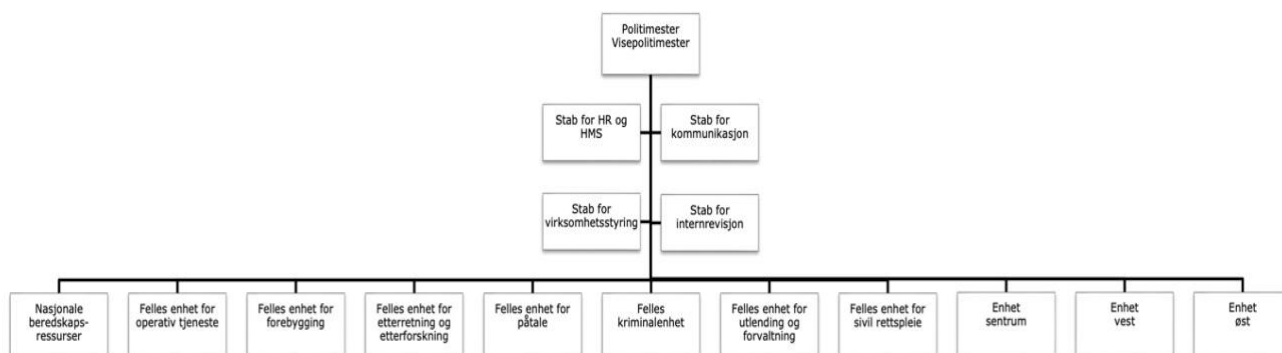 Politimester
Visepolitimester
Stab for HR og
HMS
Stab for
kommunikasjon
Stab for
virksomhetsstyring
Stab for
internrevisjon
Nasjonale
beredskaps-
ressurser
Felles enhet for
operativ tjeneste
Felles enhet for
forebygging
Felles enhet for
etterretning og
etterforskning
Felles enhet for
påtale
Felles
kriminalenhet
Felles enhet for
utlending og
forvaltning
Felles enhet for
sivil rettspleie
Enhet
sentrum
Enhet
vest
Enhet
øst